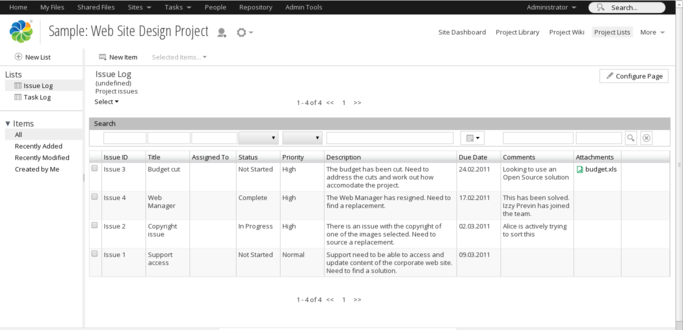 Home My Files Shared Files Sites Tasks People Repository Admin Tools Administrator Search...
Sample: Web Site Design Project
Site Dashboard Project Library Project Wiki Project Lists More
New List New Item Selected Items...
Lists
Issue Log
Task Log
Items
All
Recently Added
Recently Modified
Created by Me
Issue Log
(undefined)
Project issues
Configure Page
Select 1 - 4 of 4 << 1 >>
Search
Issue ID Title Assigned To Status Priority Description Due Date Comments Attachments
Issue 3 Budget cut Not Started High The budget has been cut. Need to 24.02.2011 Looking to use an budget.xls
address the cuts and work out how Open Source solution
accomodate the project.
Issue 4 Web Complete High The Web Manager has resigned. Need to 17.02.2011 This has been solved.
Manager find a replacement. Izzy Previn has joined
the team.
Issue 2 Copyright In Progress High There is an issue with the copyright of 02.03.2011 Alice is actively trying
issue one of the images selected. Need to to sort this
source a replacement.
Issue 1 Support Not Started Normal Support need to be able to access and 09.03.2011
access update content of the corporate web site.
Need to find a solution.
1 - 4 of 4 << 1 >>